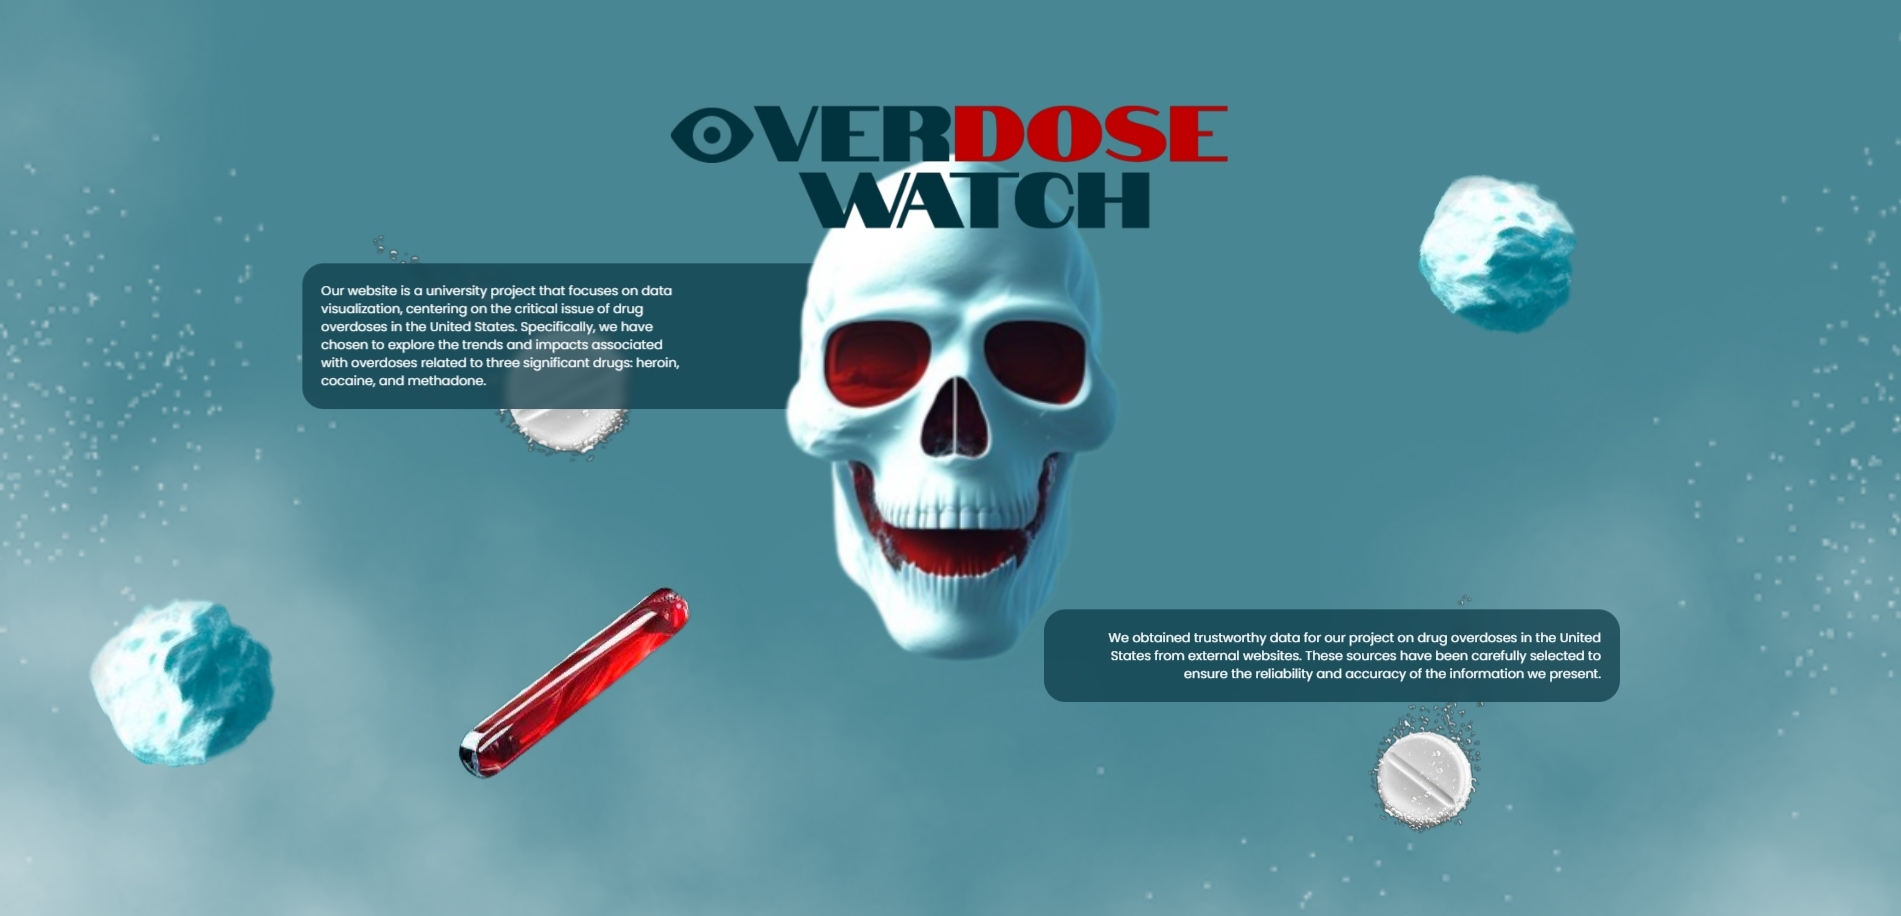 OVERDOSE
WATCH
Our website is a university project that focuses on data
visualization, centering on the critical issue of drug
overdoses in the United States. Specifically, we have
chosen to explore the trends and impacts associated
with overdoses related to three significant drugs: heroin,
cocaine, and methadone.
We obtained trustworthy data for our project on drug overdoses in the United
States from external websites. These sources have been carefully selected to
ensure the reliability and accuracy of the information we present.